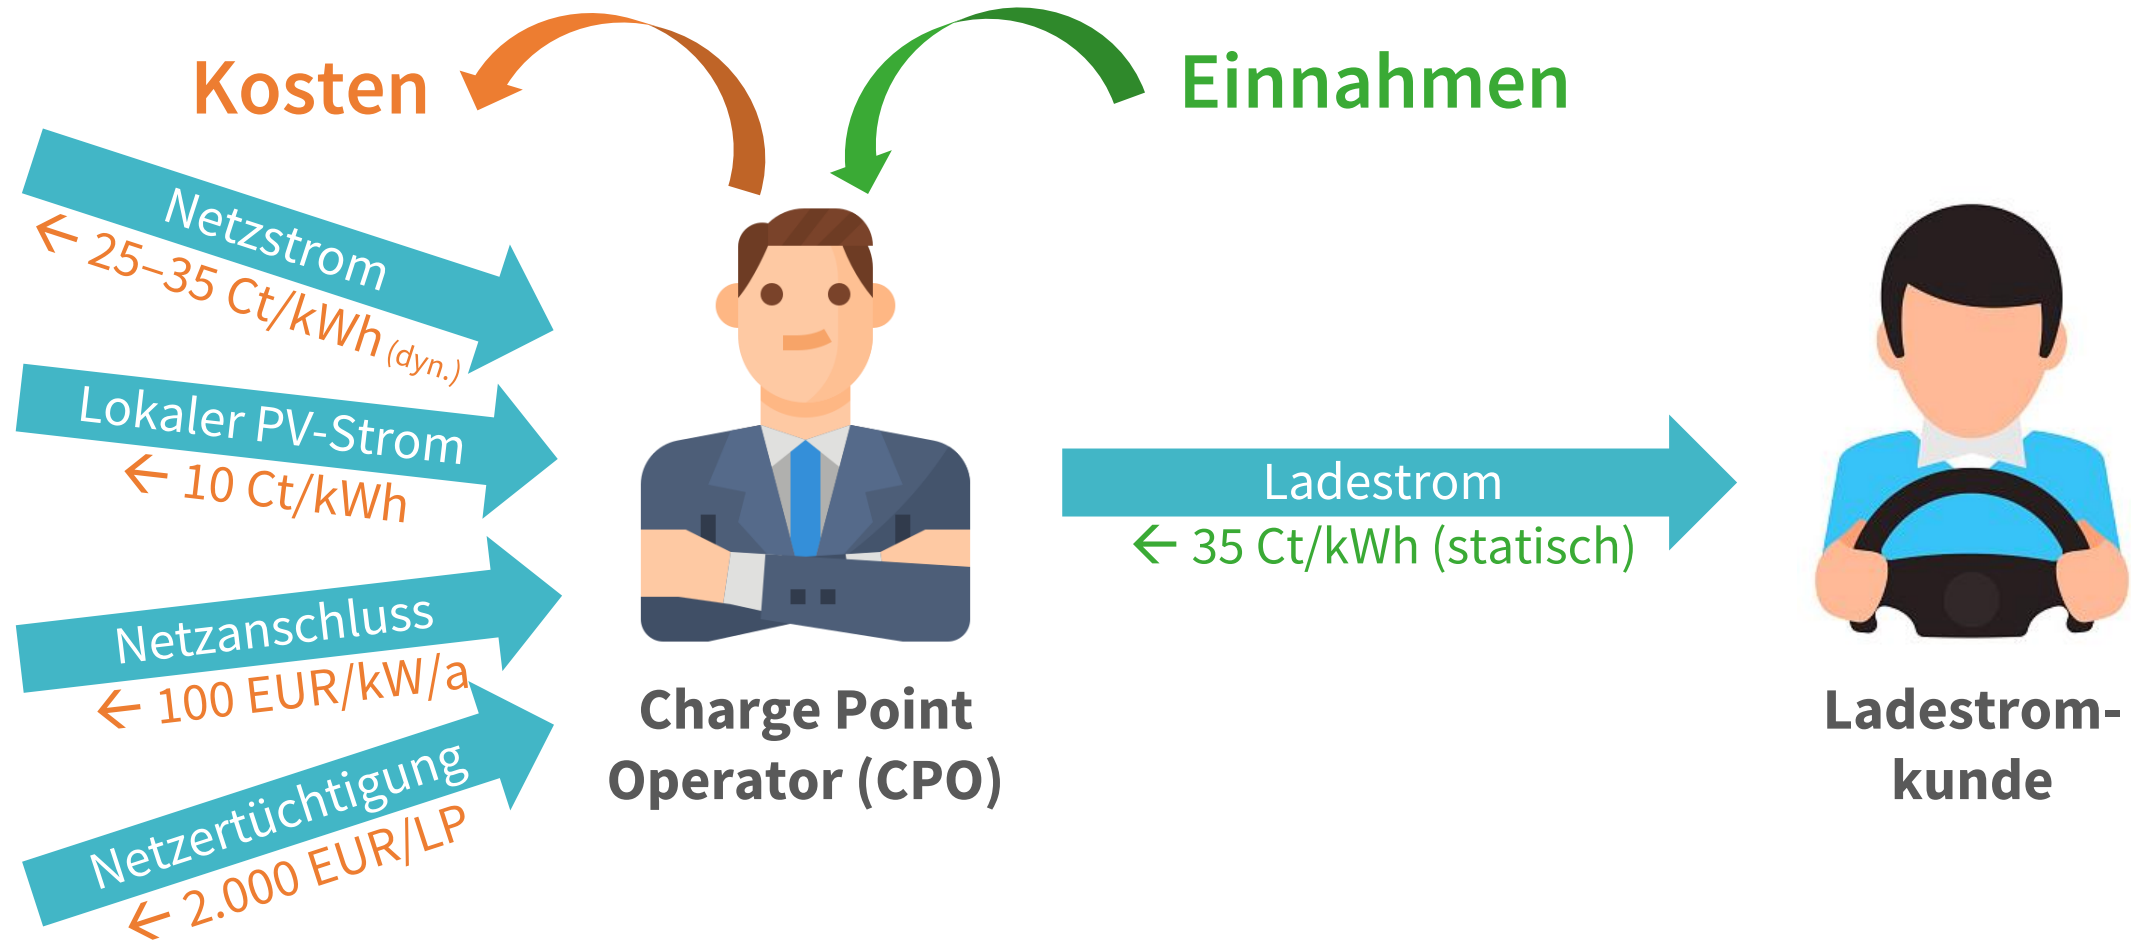 Kosten
Einnahmen
Netzstrom
← 25–35 Ct/kWh (dyn.)
Lokaler PV-Strom
← 10 Ct/kWh
Netzanschluss
← 100 EUR/kW/a
Netzertüchtigung
← 2.000 EUR/LP
Charge Point
Operator (CPO)
Ladestrom
← 35 Ct/kWh (statisch)
Ladestrom-
kunde